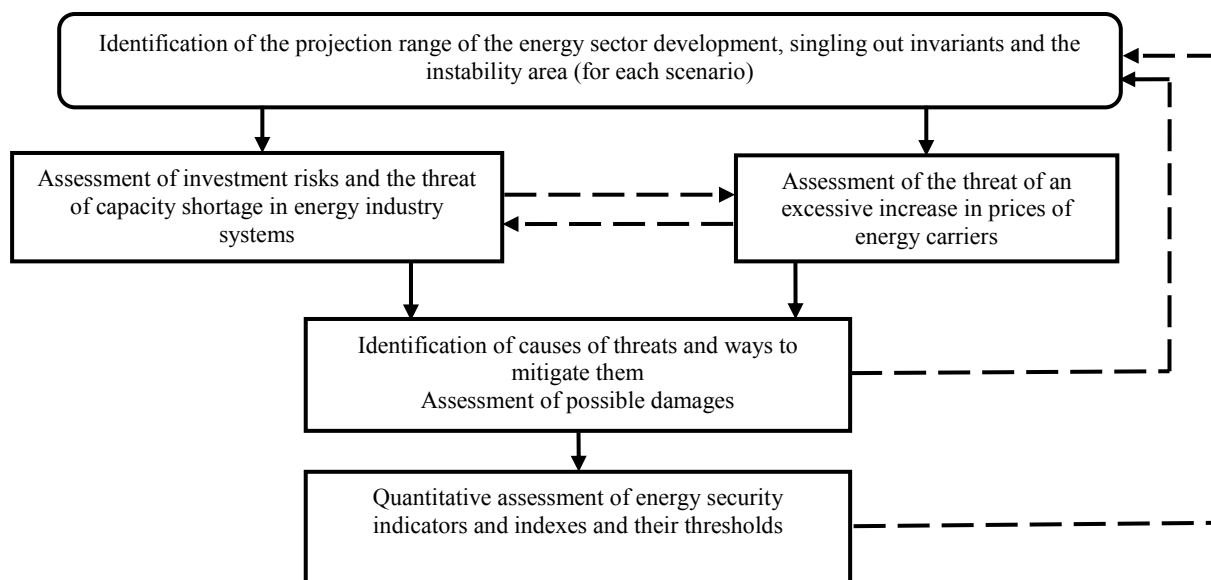 Identification of the projection range of the energy sector development, singling out invariants and the
instability area (for each scenario)
Assessment of investment risks and the threat
of capacity shortage in energy industry
systems
Assessment of the threat of an
excessive increase in prices of
energy carriers
Identification of causes of threats and ways to
mitigate them
Assessment of possible damages
Quantitative assessment of energy security
indicators and indexes and their thresholds